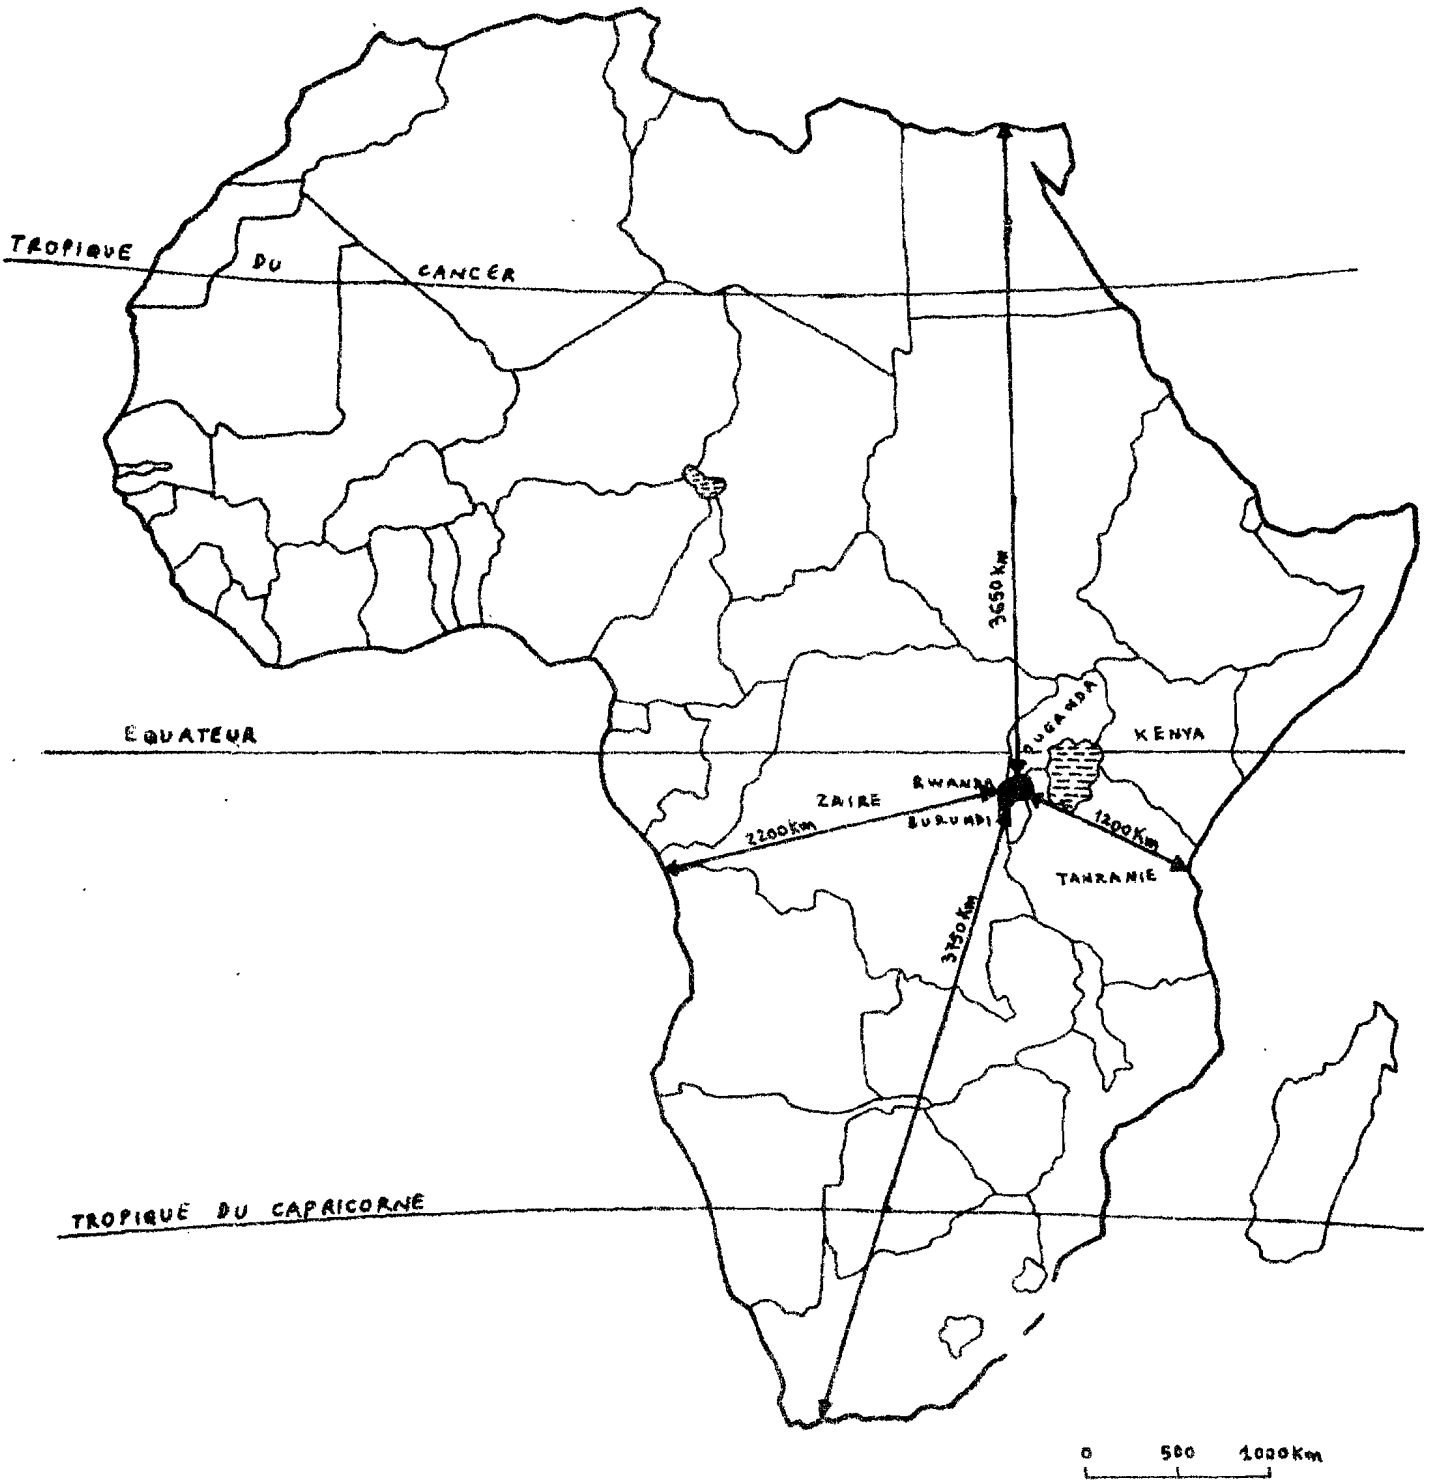 TROPIQUE DU CANCER
3650 Km
UGANDA
EQUATEUR
KENYA
RWANDA
ZAIRE
BURUNDI
2200 Km
1200 Km
TANZANIE
3750 Km
TROPIQUE DU CAPRICORNE
0 500 1000 Km